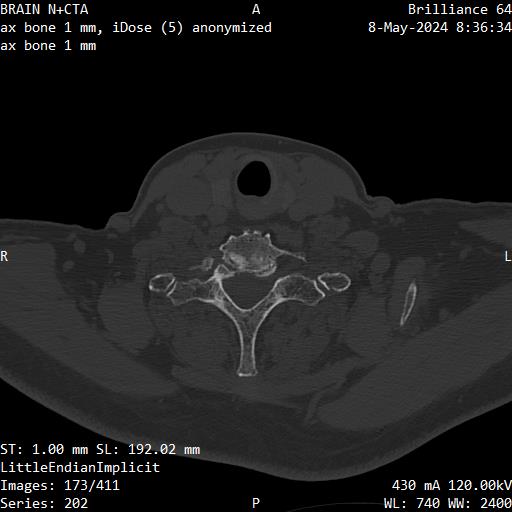 BRAIN N+CTA
A
Brilliance 64
ax bone 1 mm, iDose (5) anonymized
8-May-2024 8:36:34
ax bone 1 mm
R
L
ST: 1.00 mm SL: 192.02 mm
LittleEndianImplicit
Images: 173/411
430 mA 120.00kV
Series: 202
P
WL: 740 WW: 2400